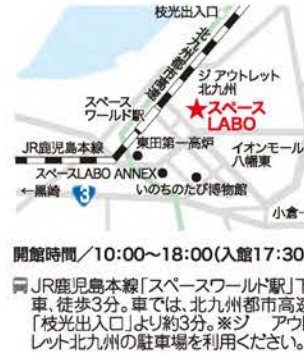 枝光出入口
北九州都市高速
ジ アウトレット
北九州
スペース
ワールド駅
★スペース
LABO
JR鹿児島本線
東田第一高炉
イオンモール
八幡東
スペースLABO ANNEX
←黒崎
3
いのちのたび博物館
小倉
開館時間/10:00〜18:00(入館17:30
JR鹿児島本線「スペースワールド駅」下
車、徒歩3分。車では、北九州都市高速
「枝光出入口」より約3分。※ジ アウト
レット北九州の駐車場を利用ください。